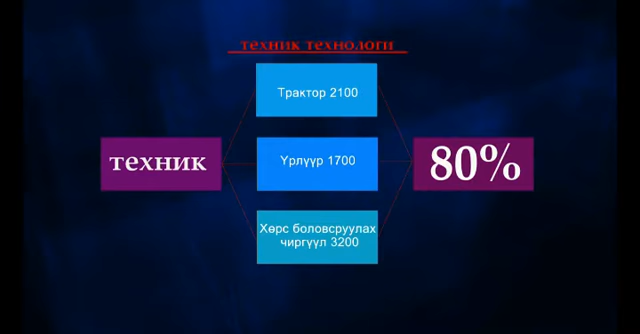 техник технологи
Трактор 2100
техник
Үрлүүр 1700
80%
Хөрс боловсруулах
чиргүүл 3200